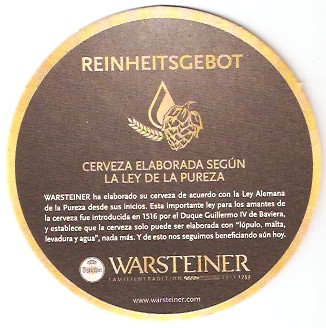 REINHEITSGEBOT
CERVEZA ELABORADA SEGÚN
LA LEY DE LA PUREZA
WARSTEINER ha elaborado su cerveza de acuerdo con la Ley Alemana
de la Pureza desde sus inicios. Esta importante ley para los amantes de
la cerveza fue introducida en 1516 por el Duque Guillermo IV de Baviera,
y establece que la cerveza solo puede ser elaborada con "lúpulo, malta,
levadura y agua", nada más. Y de esto nos seguimos beneficiando aún hoy.
WARSTEINER
FAMILIENTRADITION SEIT 1753
www.warsteiner.com